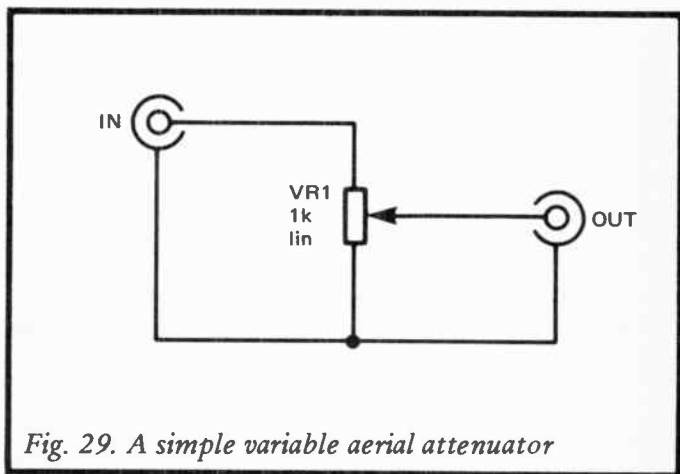 IN
VR1
1k
lin
OUT
Fig. 29. A simple variable aerial attenuator